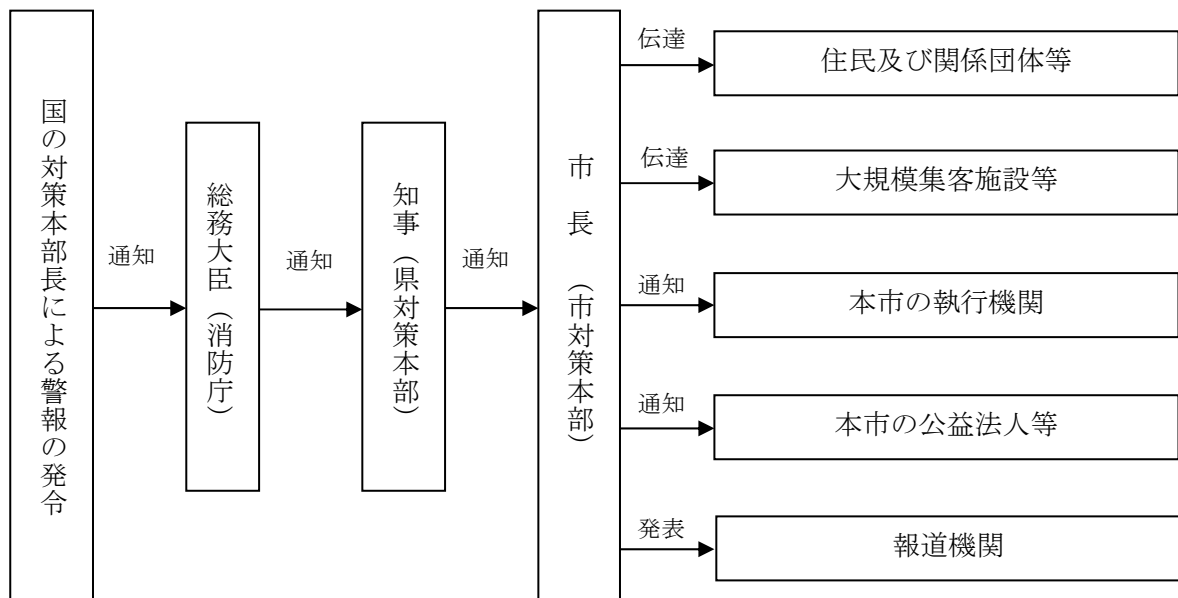 国の対策本部長による警報の発令
通知
総務大臣（消防庁）
通知
知事（県対策本部）
通知
市長（市対策本部）
伝達
住民及び関係団体等
伝達
大規模集客施設等
通知
本市の執行機関
通知
本市の公益法人等
発表
報道機関